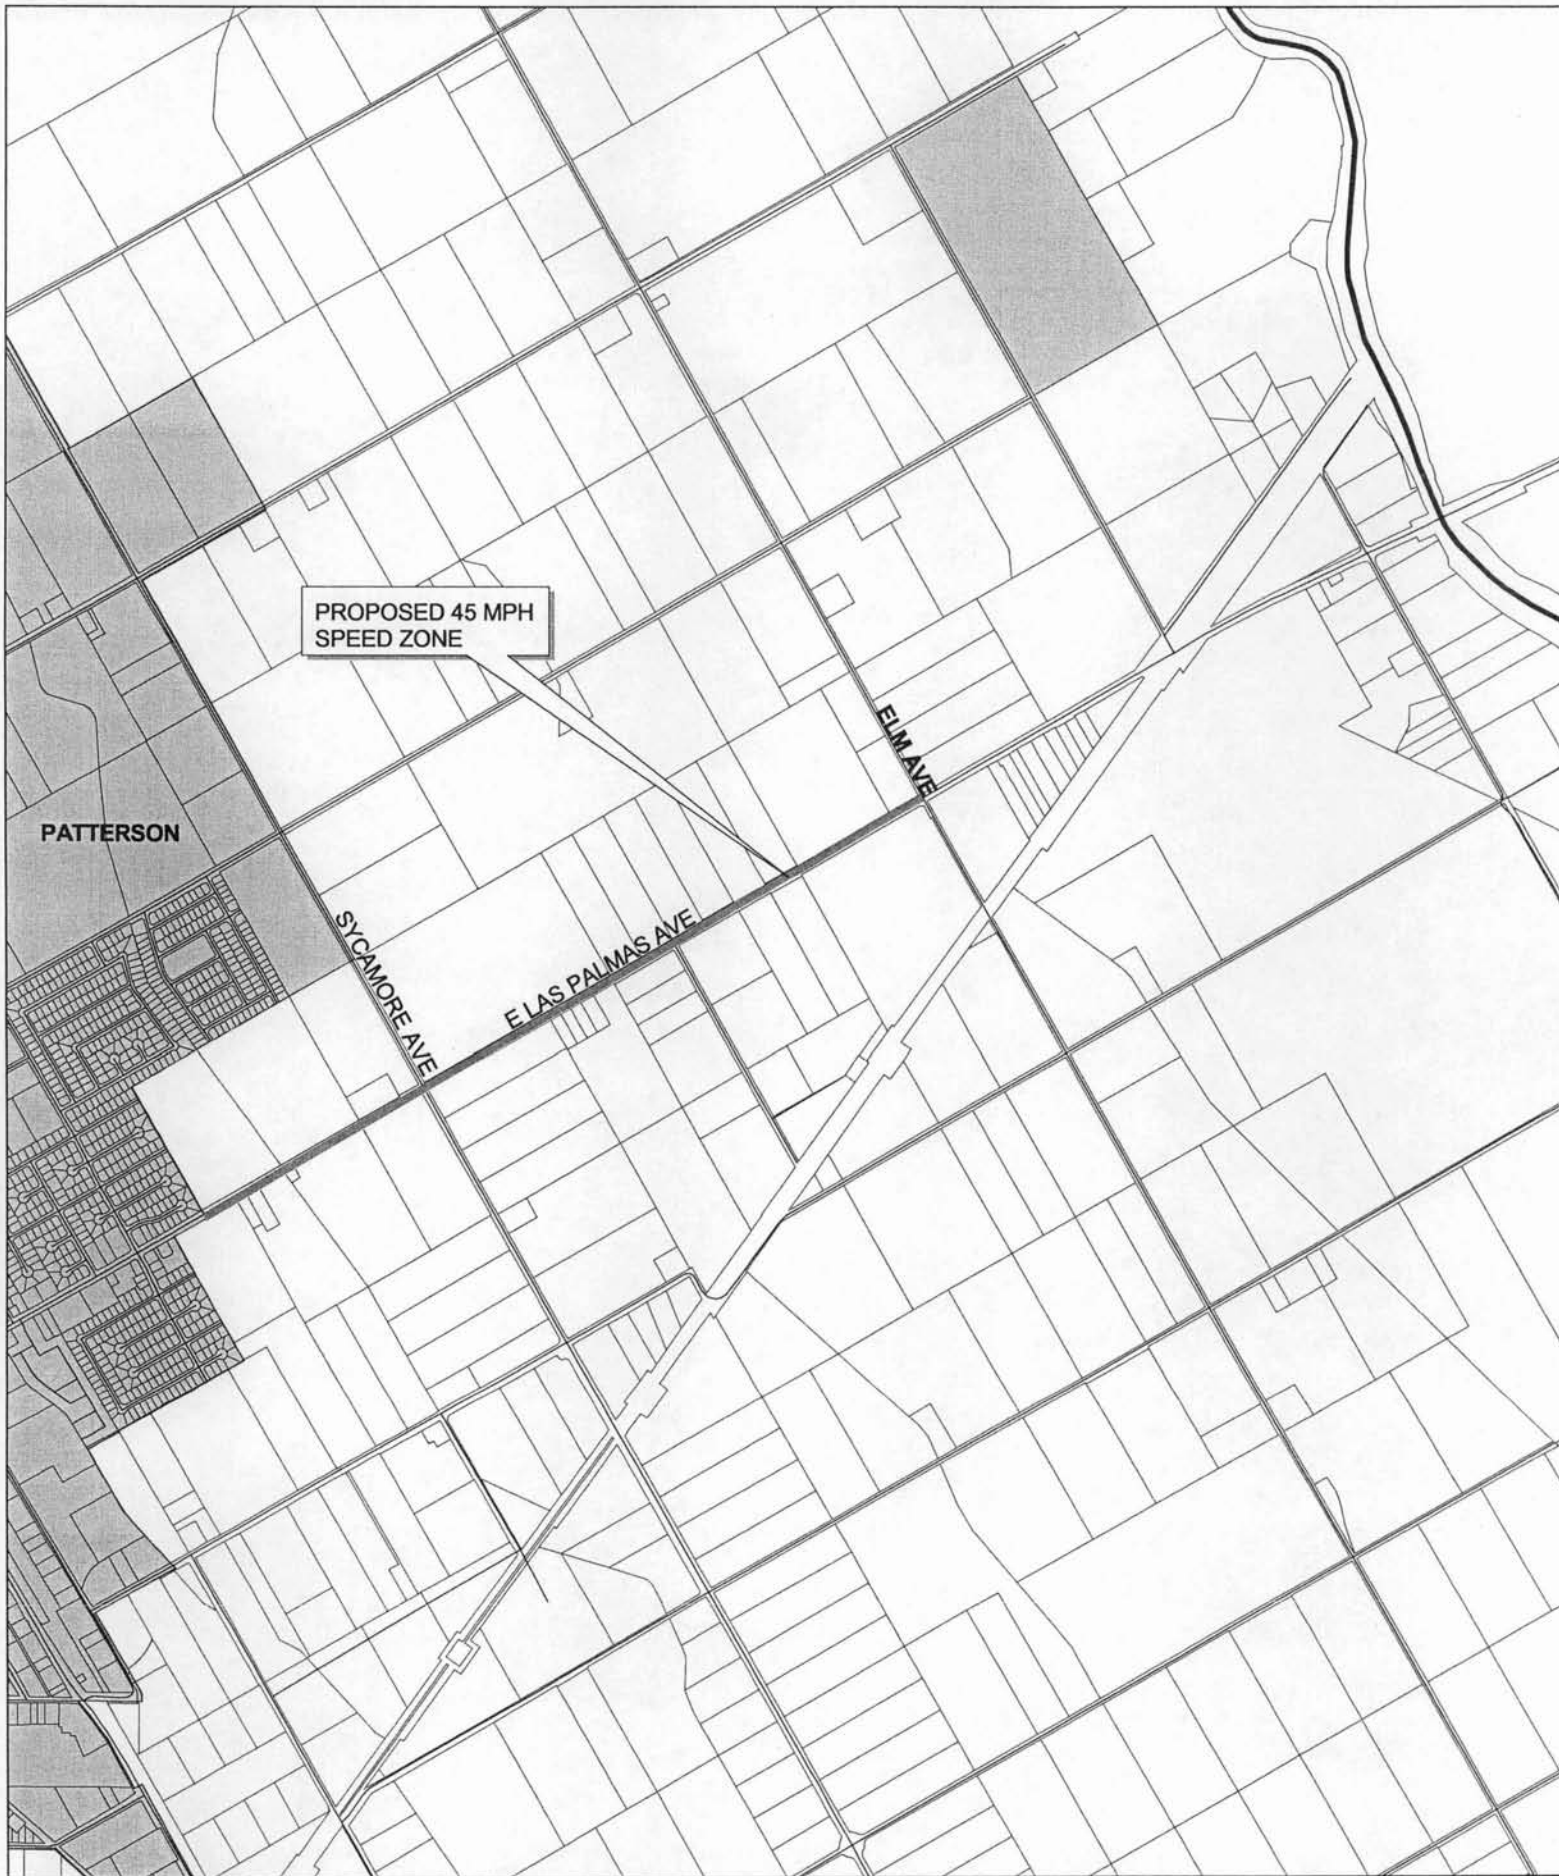 PROPOSED 45 MPH
SPEED ZONE
ELM AVE
PATTERSON
SYCAMORE AVE
E LAS PALMAS AVE